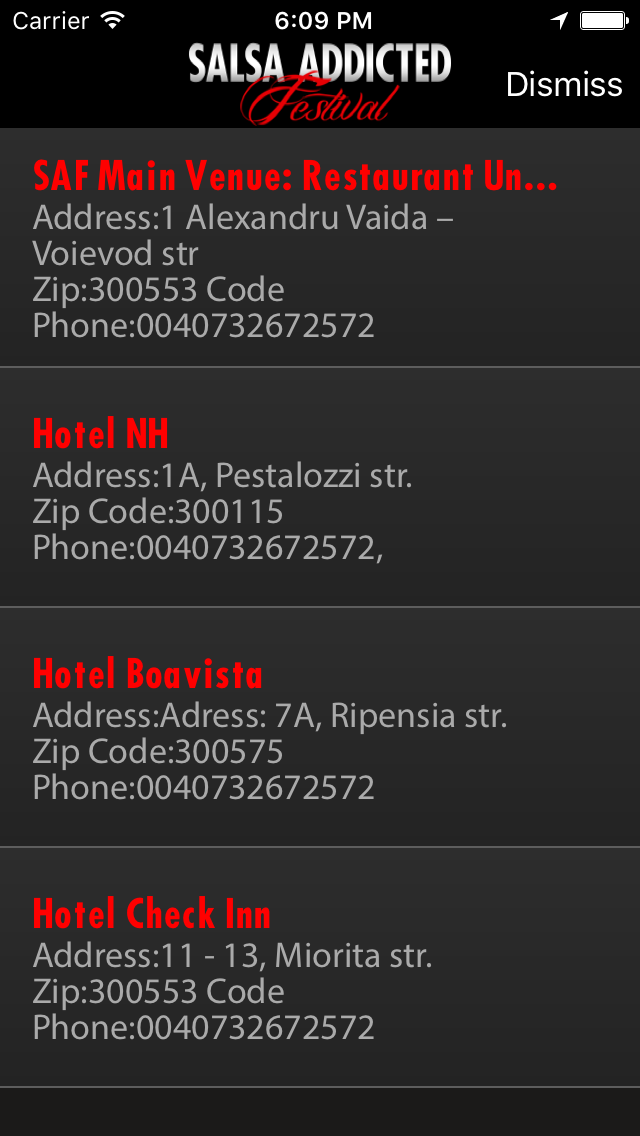 Carrier 6:09 PM
SALSA ADDICTED
Festival
Dismiss
SAF Main Venue: Restaurant Un...
Address:1 Alexandru Vaida –
Voievod str
Zip:300553 Code
Phone:0040732672572
Hotel NH
Address:1A, Pestalozzi str.
Zip Code:300115
Phone:0040732672572,
Hotel Boavista
Address:Adress: 7A, Ripensia str.
Zip Code:300575
Phone:0040732672572
Hotel Check Inn
Address:11 - 13, Miorita str.
Zip:300553 Code
Phone:0040732672572